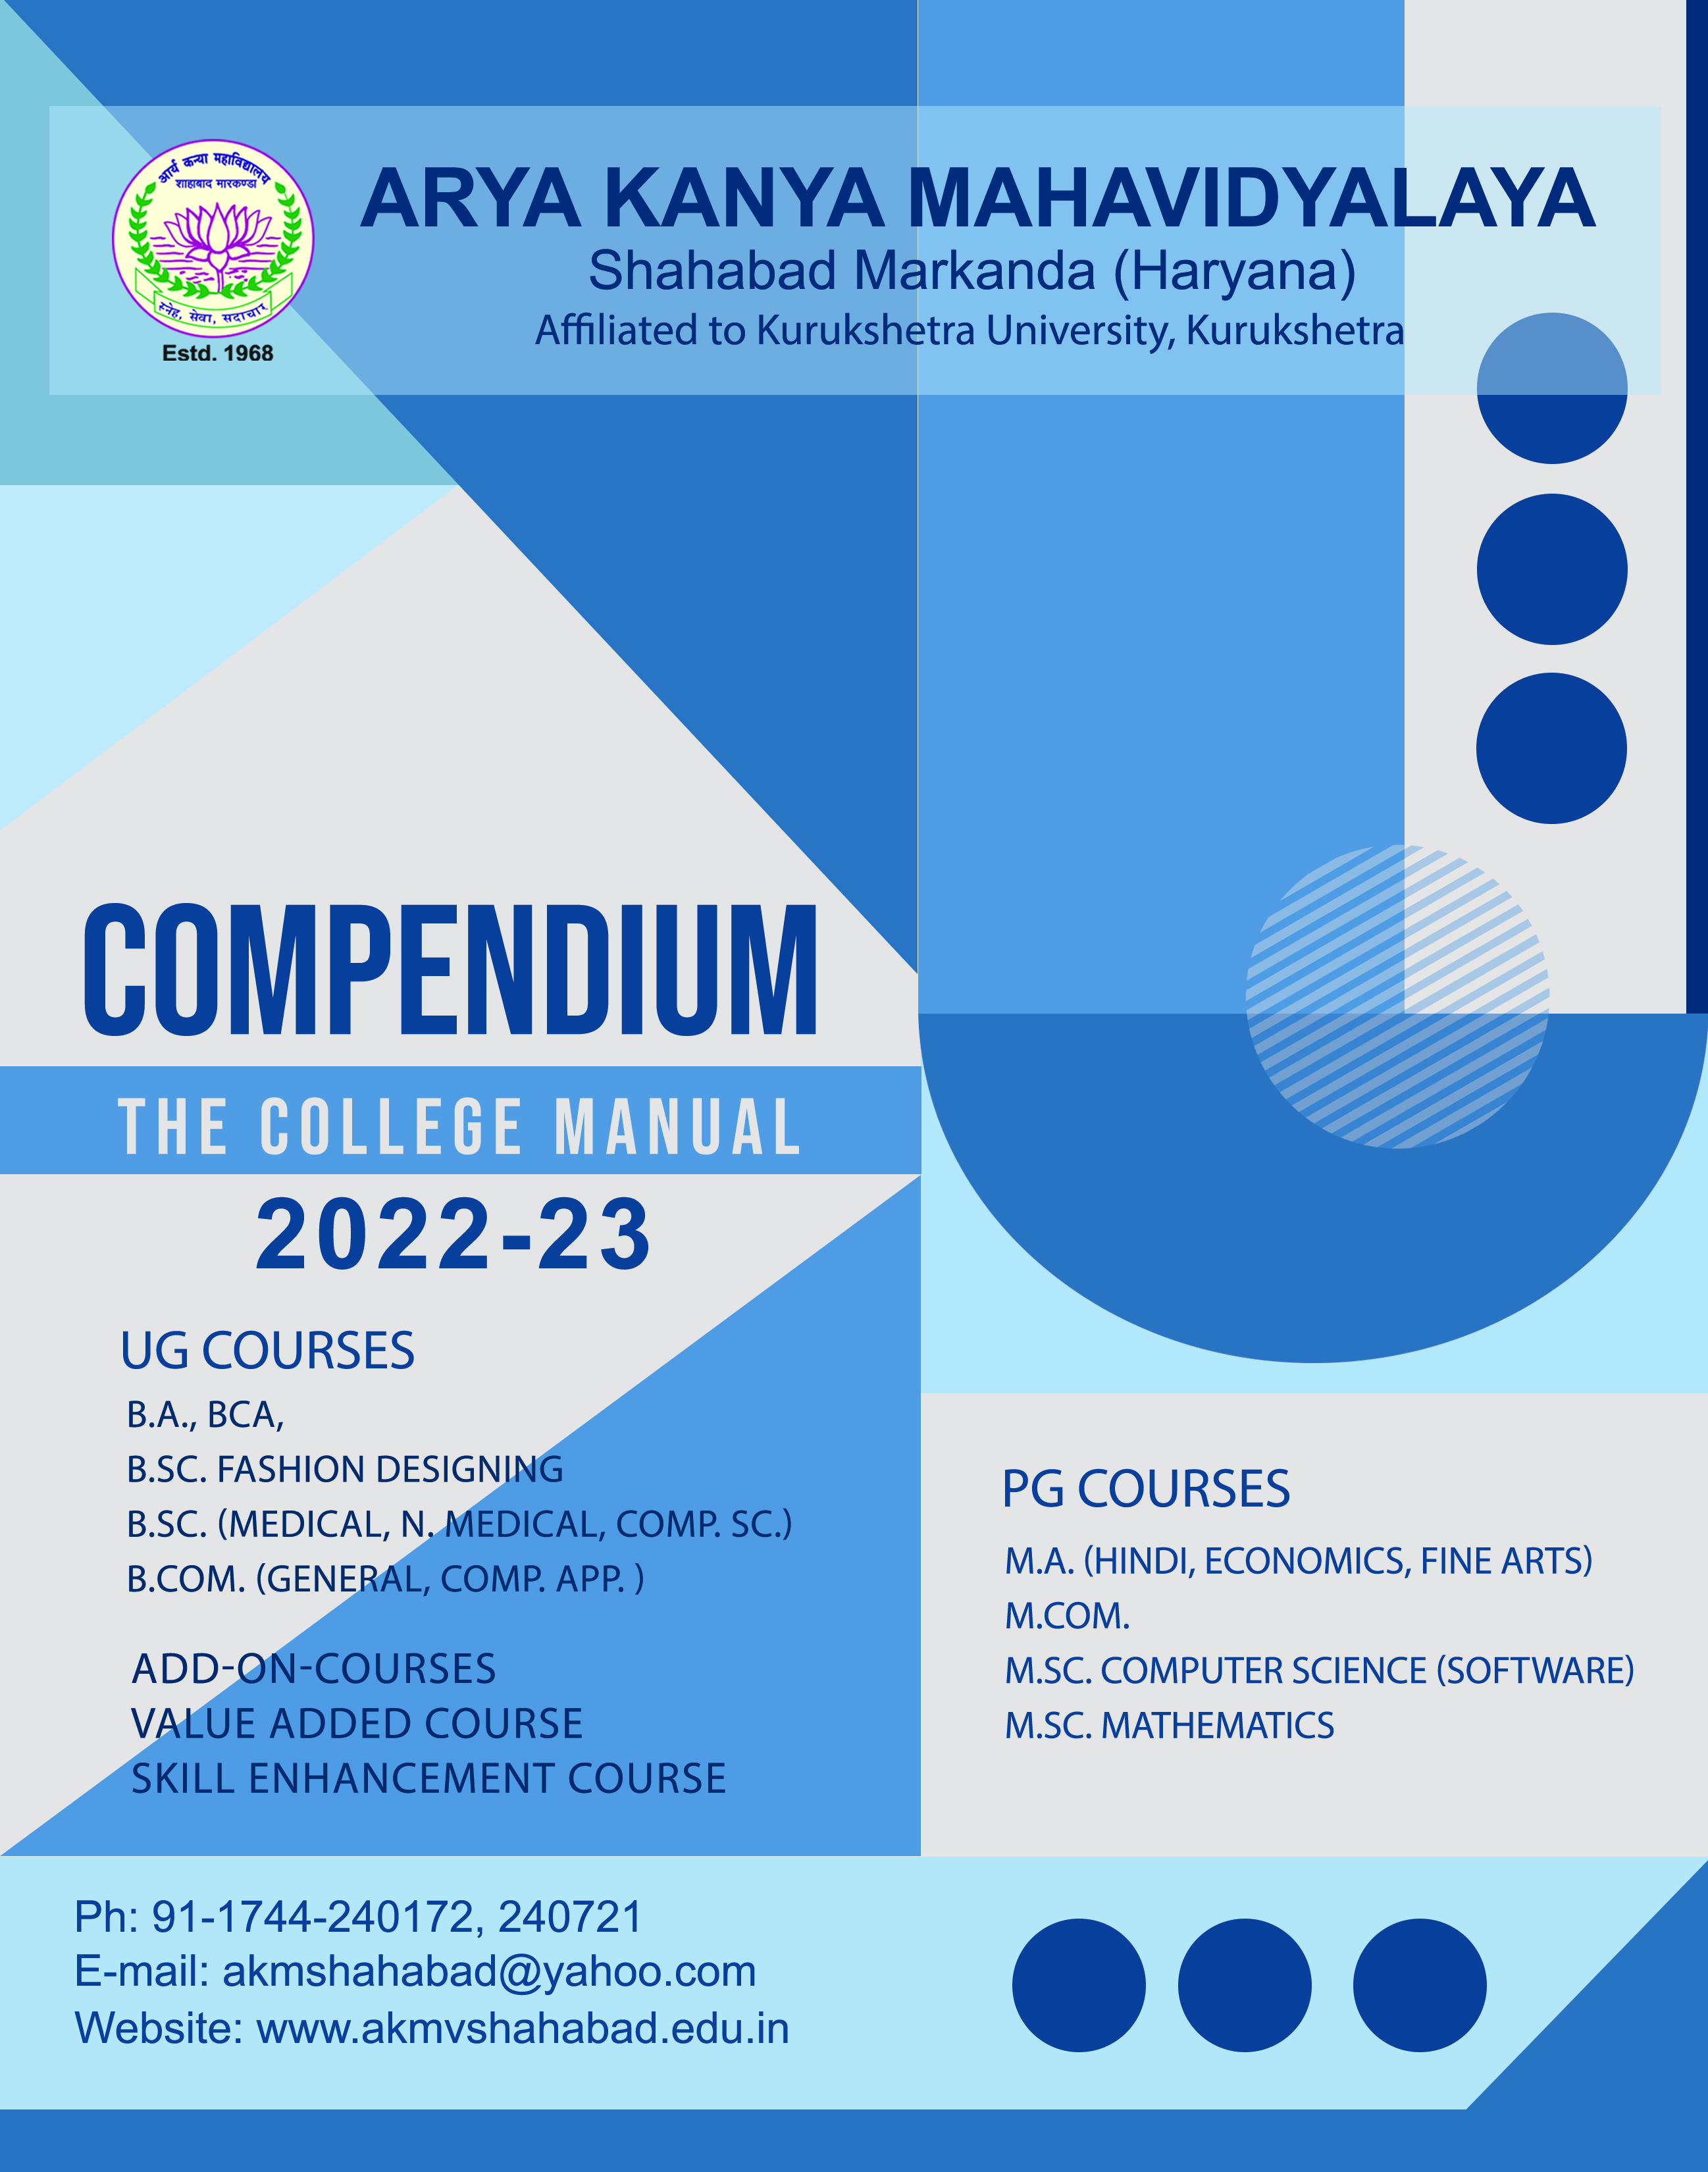 आर्य कन्या महाविद्यालय
शाहाबाद मारकण्डा
स्नेह, सेवा, सदाचार
Estd. 1968
ARYA KANYA MAHAVIDYALAYA
Shahabad Markanda (Haryana)
Affiliated to Kurukshetra University, Kurukshetra
COMPENDIUM
THE COLLEGE MANUAL
2022-23
UG COURSES
B.A., BCA,
B.SC. FASHION DESIGNING
B.SC. (MEDICAL, N. MEDICAL, COMP. SC.)
B.COM. (GENERAL, COMP. APP. )
ADD-ON-COURSES
VALUE ADDED COURSE
SKILL ENHANCEMENT COURSE
PG COURSES
M.A. (HINDI, ECONOMICS, FINE ARTS)
M.COM.
M.SC. COMPUTER SCIENCE (SOFTWARE)
M.SC. MATHEMATICS
Ph: 91-1744-240172, 240721
E-mail: akmshahabad@yahoo.com
Website: www.akmvshahabad.edu.in